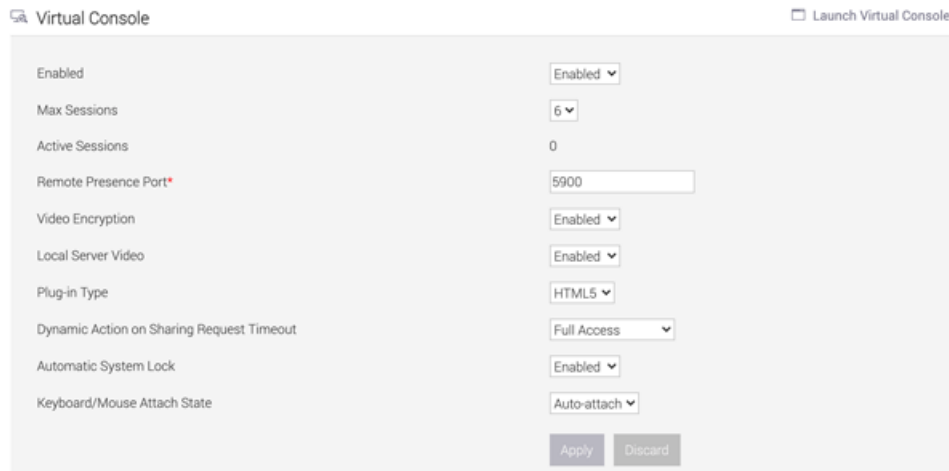 Virtual Console
Launch Virtual Console
Enabled Enabled
Max Sessions 6
Active Sessions 0
Remote Presence Port* 5900
Video Encryption Enabled
Local Server Video Enabled
Plug-in Type HTML5
Dynamic Action on Sharing Request Timeout Full Access
Automatic System Lock Enabled
Keyboard/Mouse Attach State Auto-attach
Apply Discard